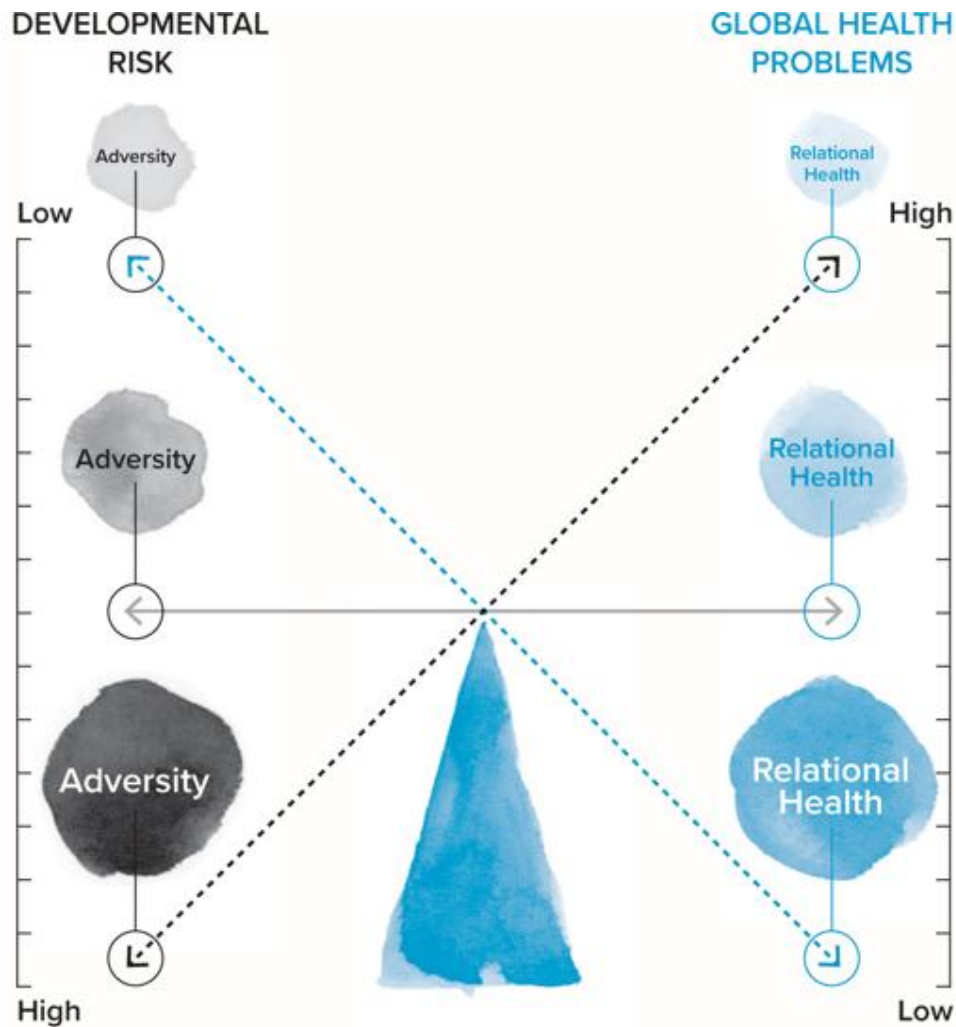 DEVELOPMENTAL
RISK
GLOBAL HEALTH
PROBLEMS
Adversity
Relational
Health
Low
High
Adversity
Relational
Health
Adversity
Relational
Health
High
Low